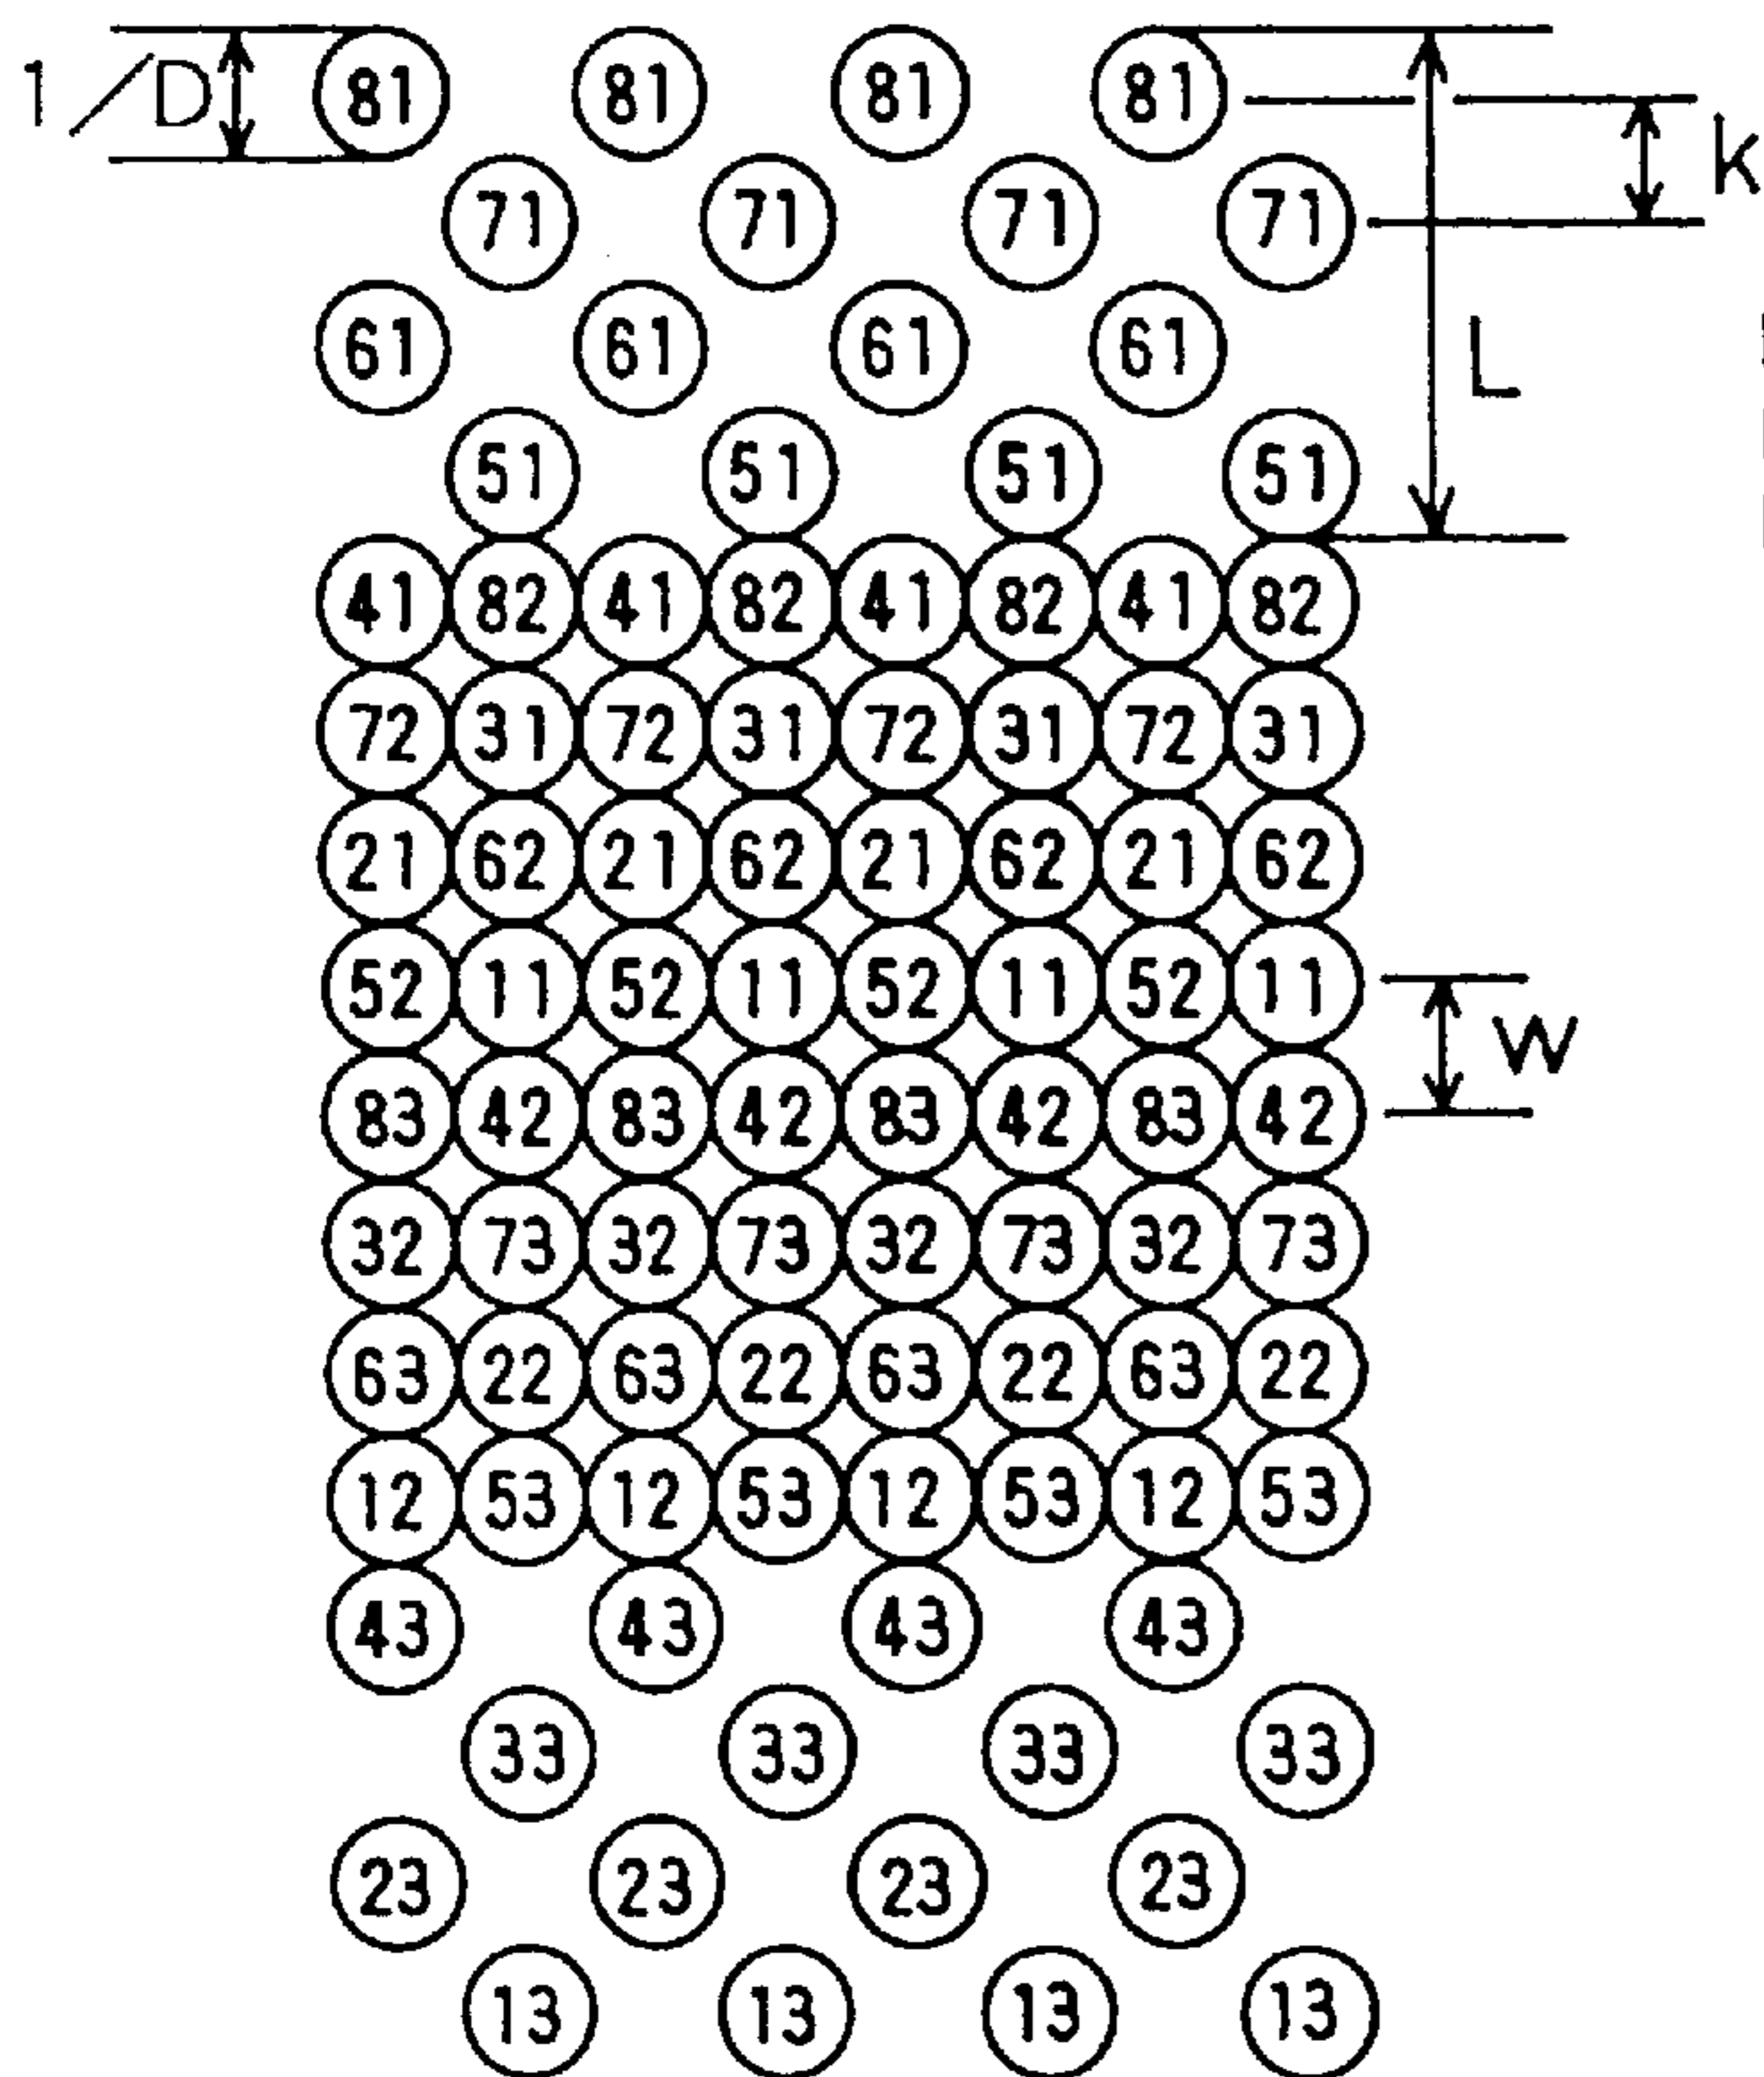 1/D 81 81 81 81
k
71 71 71 71
61 61 61 61
L
51 51 51 51
41 82 41 82 41 82 41 82
72 31 72 31 72 31 72 31
21 62 21 62 21 62 21 62
52 11 52 11 52 11 52 11
W
83 42 83 42 83 42 83 42
32 73 32 73 32 73 32 73
63 22 63 22 63 22 63 22
12 53 12 53 12 53 12 53
43 43 43 43
33 33 33 33
23 23 23 23
13 13 13 13